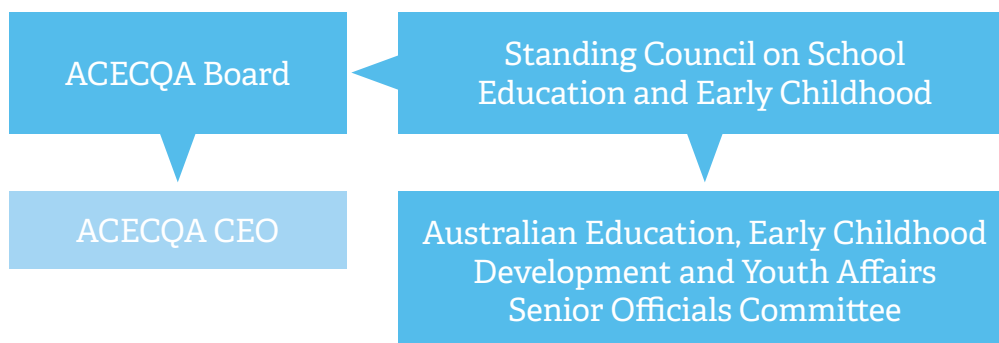 ACECQA Board
Standing Council on School
Education and Early Childhood
ACECQA CEO
Australian Education, Early Childhood
Development and Youth Affairs
Senior Officials Committee